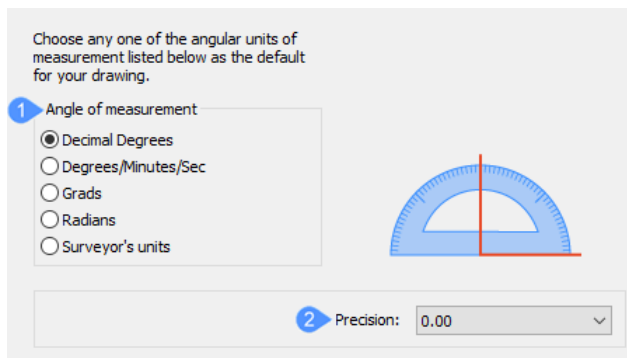 Choose any one of the angular units of
measurement listed below as the default
for your drawing.
1 Angle of measurement
Decimal Degrees
Degrees/Minutes/Sec
Grads
Radians
Surveyor's units
2 Precision: 0.00